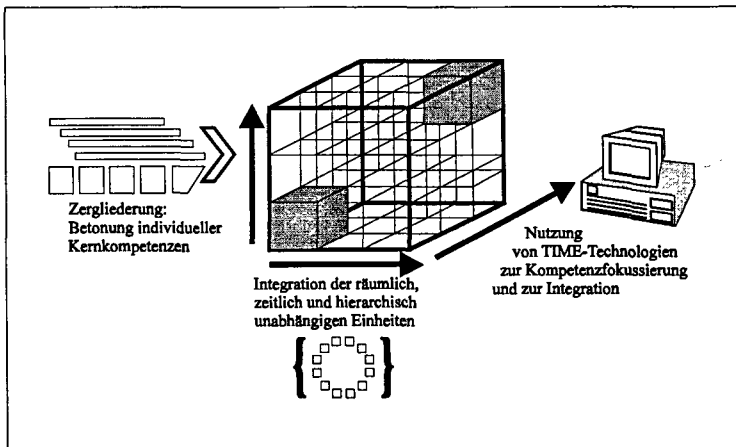 Zergliederung:
Betonung individueller
Kernkompetenzen
Integration der räumlich,
zeitlich und hierarchisch
unabhängigen Einheiten
Nutzung
von TIME-Technologien
zur Kompetenzfokussierung
und zur Integration